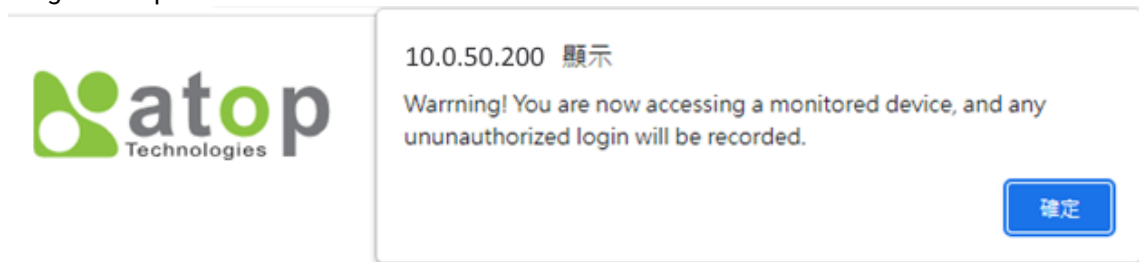 atop
Technologies
10.0.50.200 顯示
Warrning! You are now accessing a monitored device, and any
ununauthorized login will be recorded.
確定